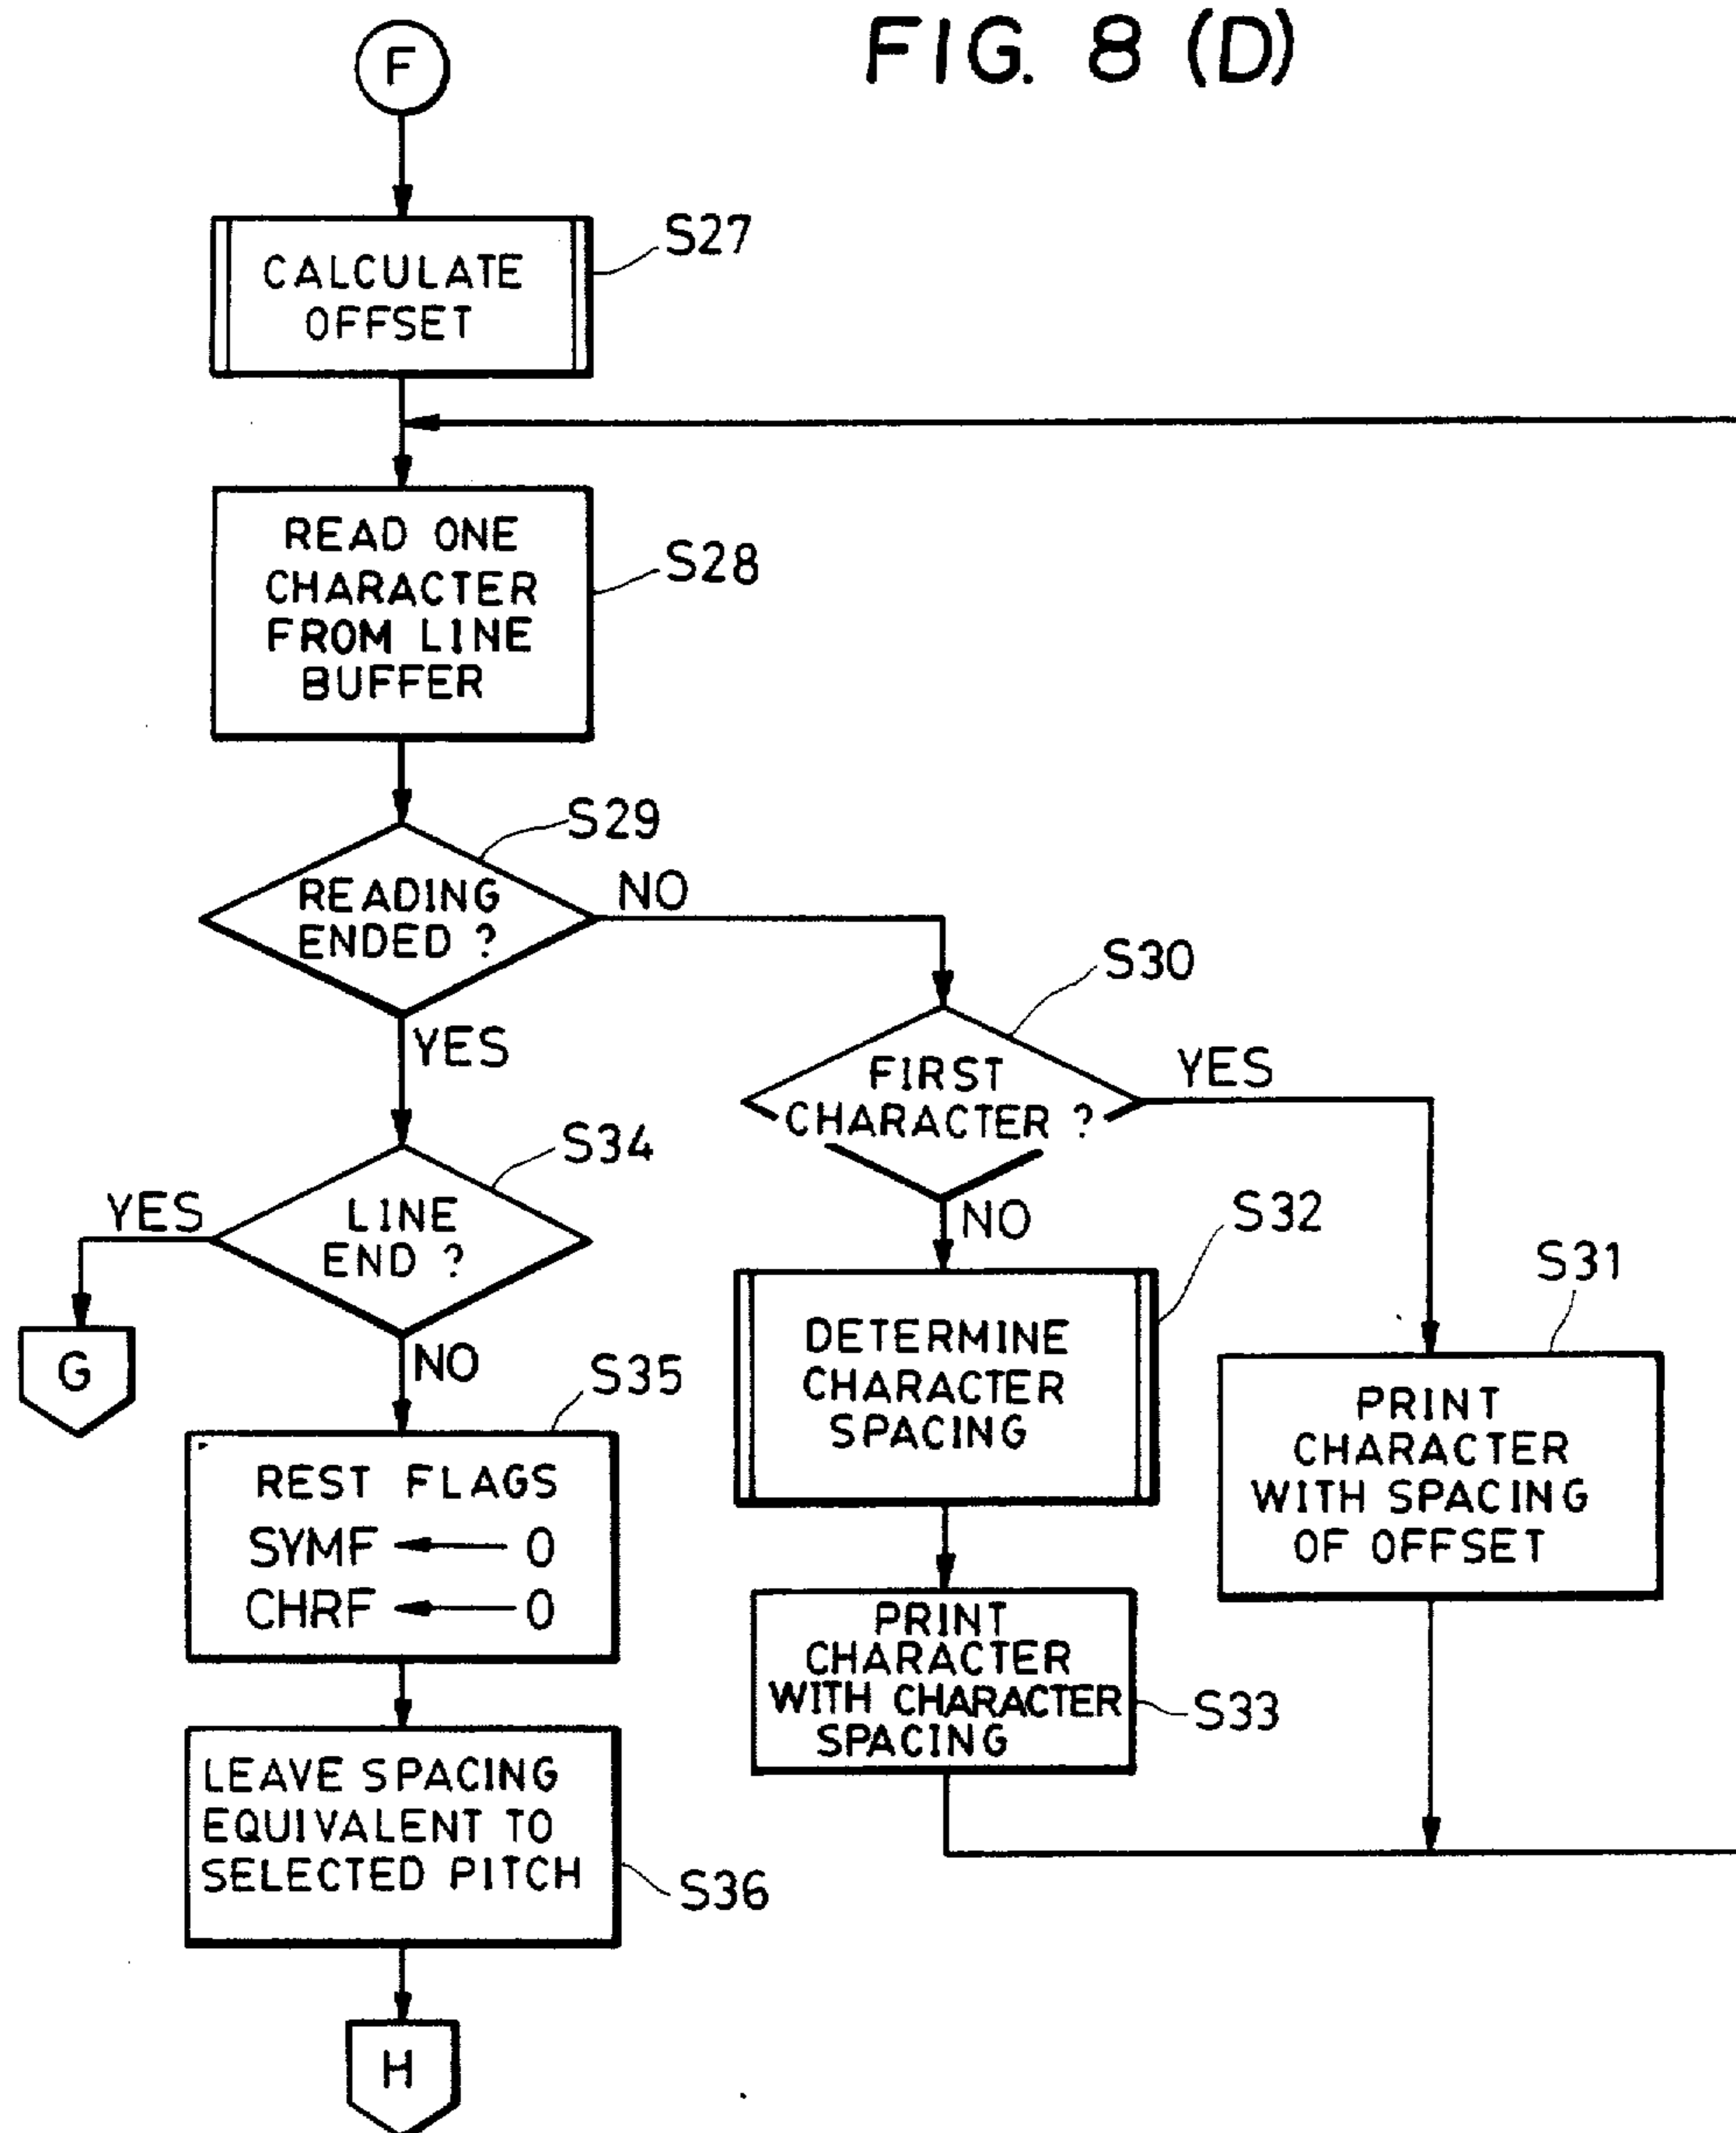 FIG. 8 (D)
F
S27
CALCULATE
OFFSET
S28
READ ONE
CHARACTER
FROM LINE
BUFFER
S29
READING
ENDED ?
NO
YES
S30
FIRST
CHARACTER ?
YES
NO
S34
LINE
END ?
YES
NO
G
S32
DETERMINE
CHARACTER
SPACING
S31
PRINT
CHARACTER
WITH SPACING
OF OFFSET
S35
REST FLAGS
SYMF ← 0
CHRF ← 0
PRINT
CHARACTER
WITH CHARACTER
SPACING
S33
LEAVE SPACING
EQUIVALENT TO
SELECTED PITCH
S36
H